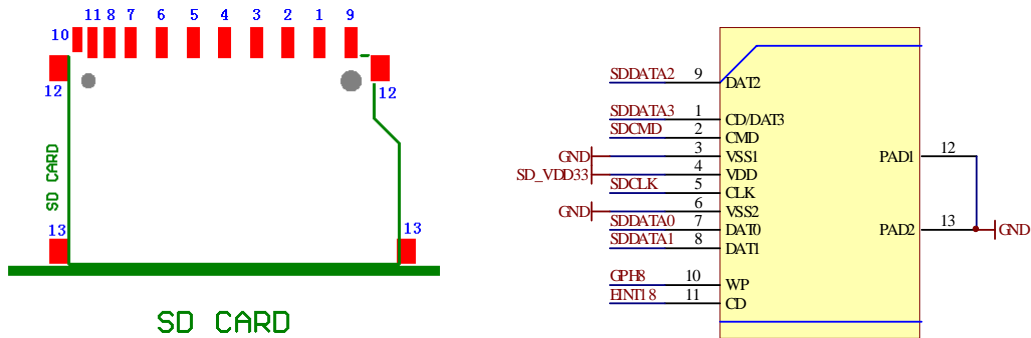 10 11 8 7 6 5 4 3 2 1 9
12 12
SD CARD
13 13
SD CARD
SDDATA2 9 DAT2
SDDATA3 1 CD/DAT3
SDCMD 2 CMD
GND 3 VSS1 PAD1 12
SD_VDD33 4 VDD
SDCLK 5 CLK
GND 6 VSS2
SDDATA0 7 DAT0 PAD2 13 GND
SDDATA1 8 DAT1
GPH8 10 WP
EINT18 11 CD